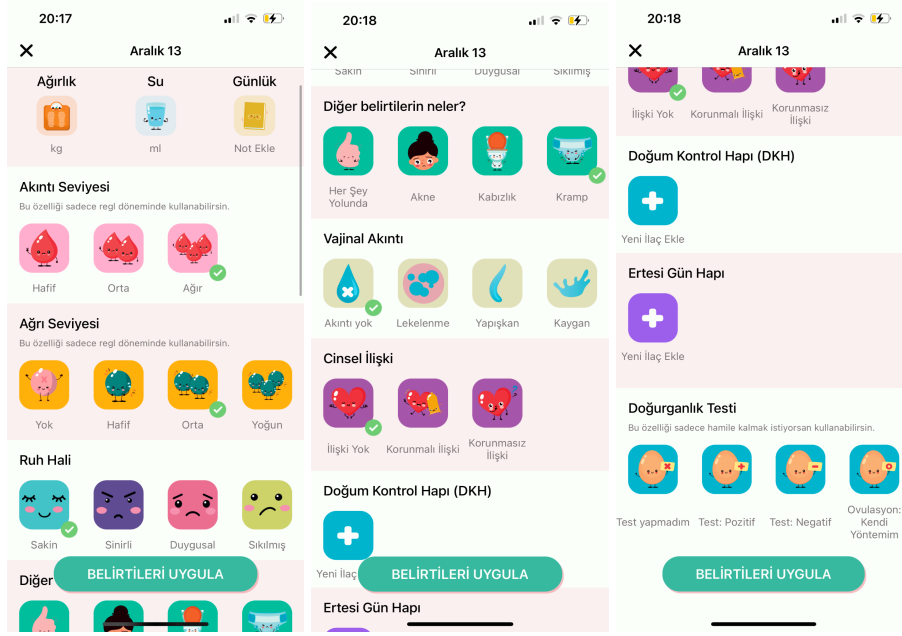 20:17
Aralık 13
Ağırlık Su Günlük
kg ml Not Ekle
Akıntı Seviyesi
Bu özelliği sadece regl döneminde kullanabilirsin.
Hafif Orta Ağır
Ağrı Seviyesi
Bu özelliği sadece regl döneminde kullanabilirsin.
Yok Hafif Orta Yoğun
Ruh Hali
Sakin Sinirli Duygusal Sıkılmış
Diğer
BELİRTİLERİ UYGULA
20:18
Aralık 13
Sakin Sinirli Duygusal Sıkılmış
Diğer belirtilerin neler?
Her Şey Yolunda Akne Kabızlık Kramp
Vajinal Akıntı
Akıntı yok Lekelenme Yapışkan Kaygan
Cinsel İlişki
İlişki Yok Korunmalı İlişki Korunmasız İlişki
Doğum Kontrol Hapı (DKH)
Yeni İlaç
BELİRTİLERİ UYGULA
Ertesi Gün Hapı
20:18
Aralık 13
İlişki Yok Korunmalı İlişki Korunmasız İlişki
Doğum Kontrol Hapı (DKH)
Yeni İlaç Ekle
Ertesi Gün Hapı
Yeni İlaç Ekle
Doğurganlık Testi
Bu özelliği sadece hamile kalmak istiyorsan kullanabilirsin.
Test yapmadım Test: Pozitif Test: Negatif Ovulasyon: Kendi Yöntemim
BELİRTİLERİ UYGULA